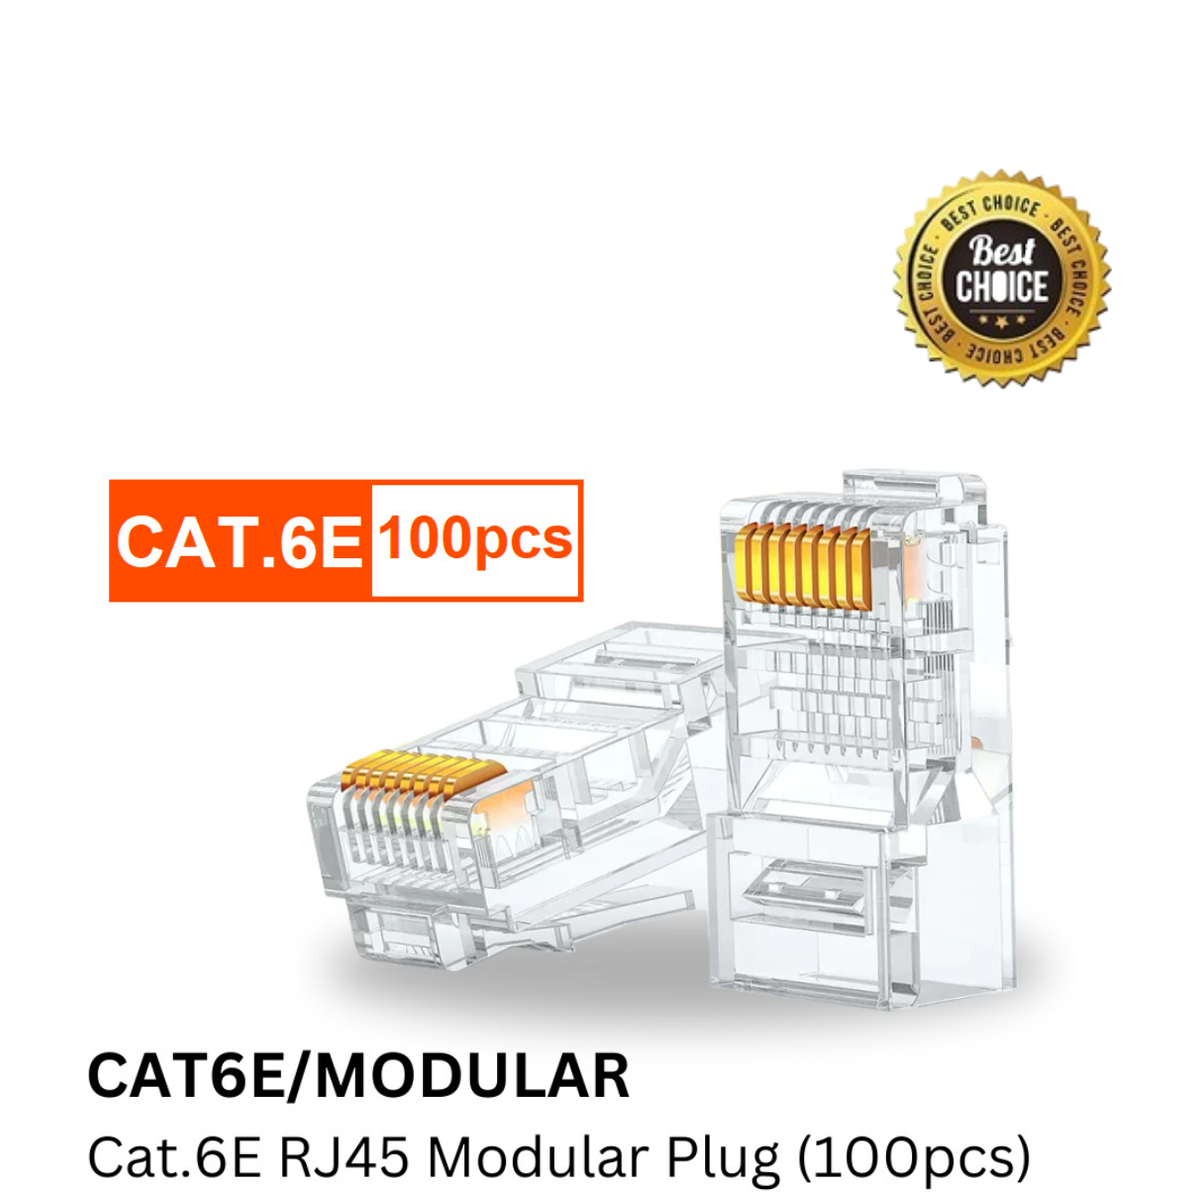 BEST CHOICE · BEST CHOICE · BEST CHOICE · BEST CHOICE ·
Best
CHOICE
CAT.6E 100pcs
CAT6E/MODULAR
Cat.6E RJ45 Modular Plug (100pcs)